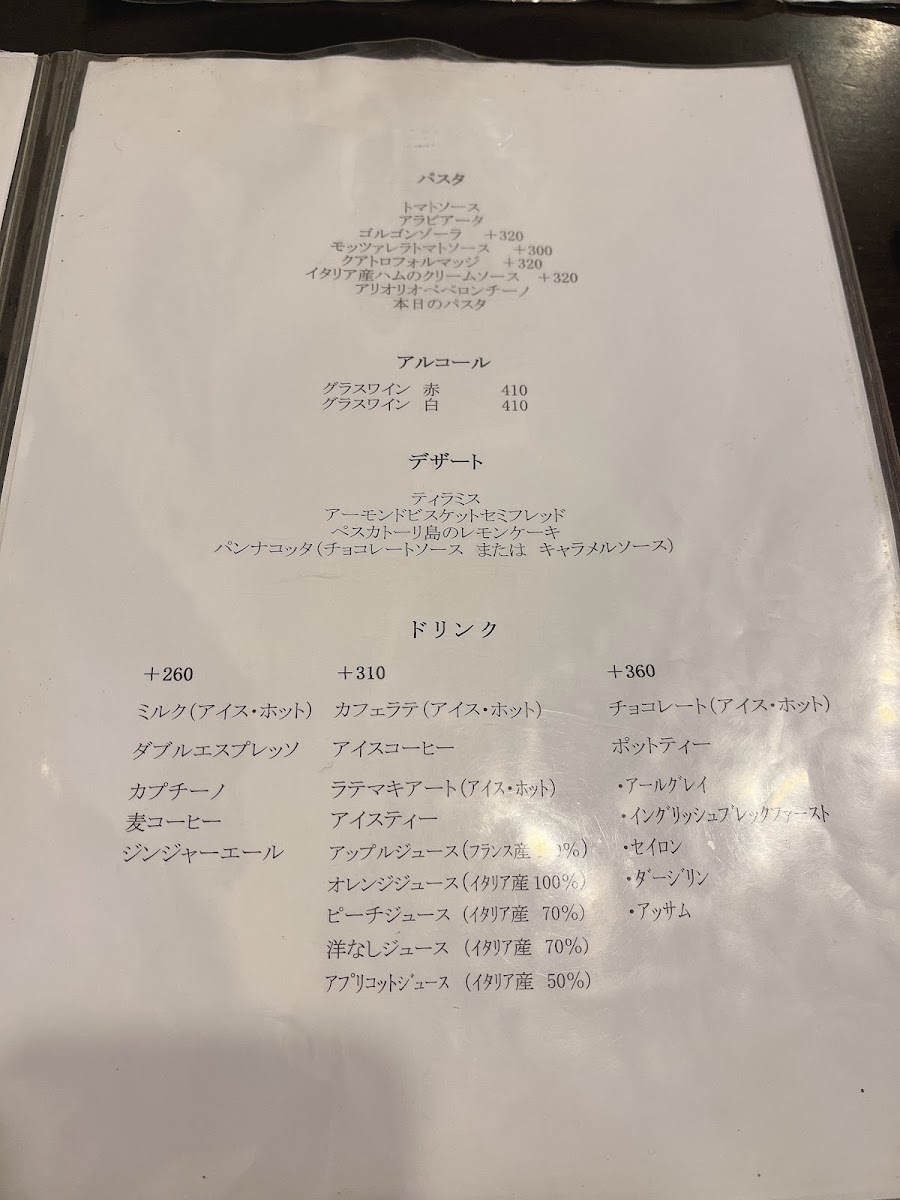 パスタ
トマトソース
アラビアータ
ゴルゴンゾーラ +320
モッツァレラトマトソース +300
クアトロフォルマッジ +320
イタリア産ハムのクリームソース +320
アリオリオペペロンチーノ
本日のパスタ
アルコール
グラスワイン 赤 410
グラスワイン 白 410
デザート
ティラミス
アーモンドビスケットセミフレッド
ペスカトーリ島のレモンケーキ
パンナコッタ(チョコレートソース または キャラメルソース)
ドリンク
+260 +310 +360
ミルク(アイス・ホット) カフェラテ(アイス・ホット) チョコレート(アイス・ホット)
ダブルエスプレッソ アイスコーヒー ポットティー
カプチーノ ラテマキアート(アイス・ホット) ・アールグレイ
麦コーヒー アイスティー ・イングリッシュブレックファースト
ジンジャーエール アップルジュース(フランス産 ・セイロン
オレンジジュース(イタリア産100%) ・ダージリン
ピーチジュース (イタリア産 70%) ・アッサム
洋なしジュース (イタリア産 70%)
アプリコットジュース (イタリア産 50%)